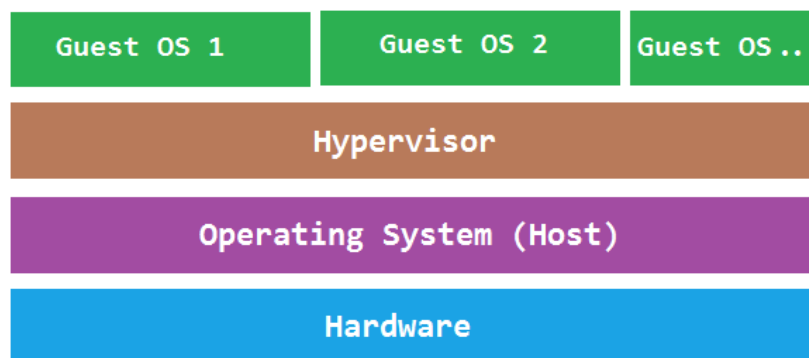 Guest OS 1
Guest OS 2
Guest OS..
Hypervisor
Operating System (Host)
Hardware